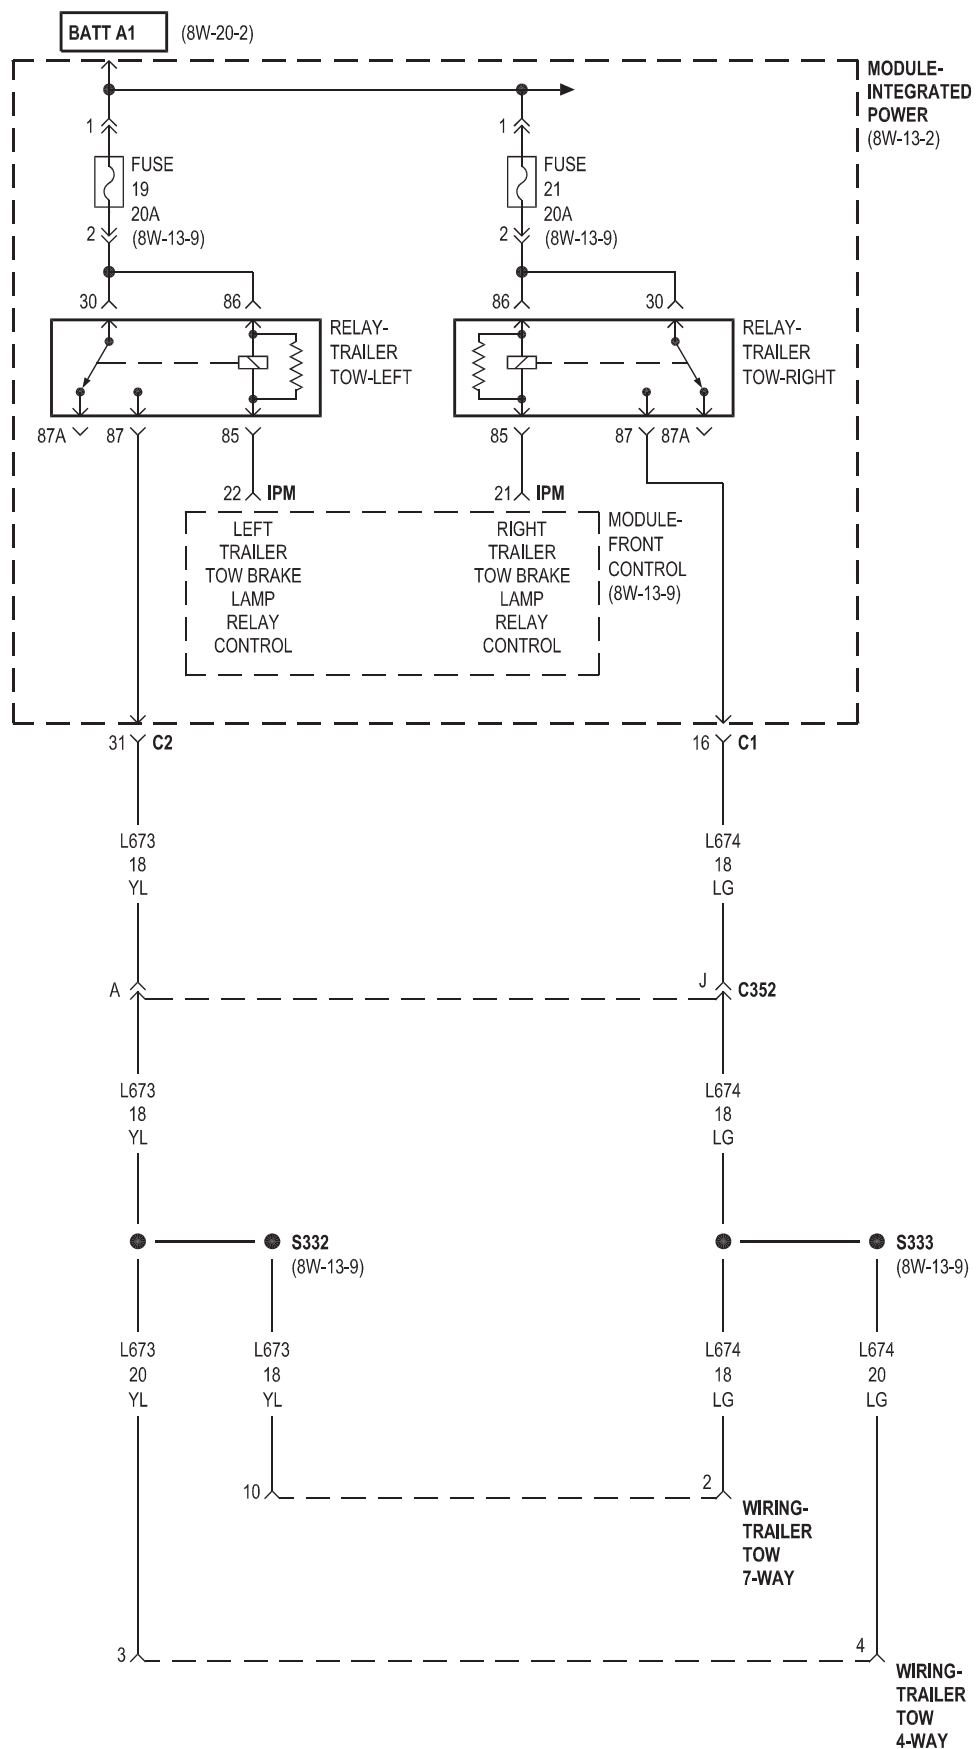 BATT A1
(8W-20-2)
MODULE-
INTEGRATED
POWER
(8W-13-2)
1
1
FUSE
19
20A
(8W-13-9)
FUSE
21
20A
(8W-13-9)
2
2
30
86
86
30
RELAY-
TRAILER
TOW-LEFT
RELAY-
TRAILER
TOW-RIGHT
87A
87
85
85
87
87A
22
IPM
21
IPM
LEFT
TRAILER
TOW BRAKE
LAMP
RELAY
CONTROL
RIGHT
TRAILER
TOW BRAKE
LAMP
RELAY
CONTROL
MODULE-
FRONT
CONTROL
(8W-13-9)
31
C2
16
C1
L673
18
YL
L674
18
LG
A
J
C352
L673
18
YL
L674
18
LG
S332
(8W-13-9)
S333
(8W-13-9)
L673
20
YL
L673
18
YL
L674
18
LG
L674
20
LG
10
2
WIRING-
TRAILER
TOW
7-WAY
3
4
WIRING-
TRAILER
TOW
4-WAY